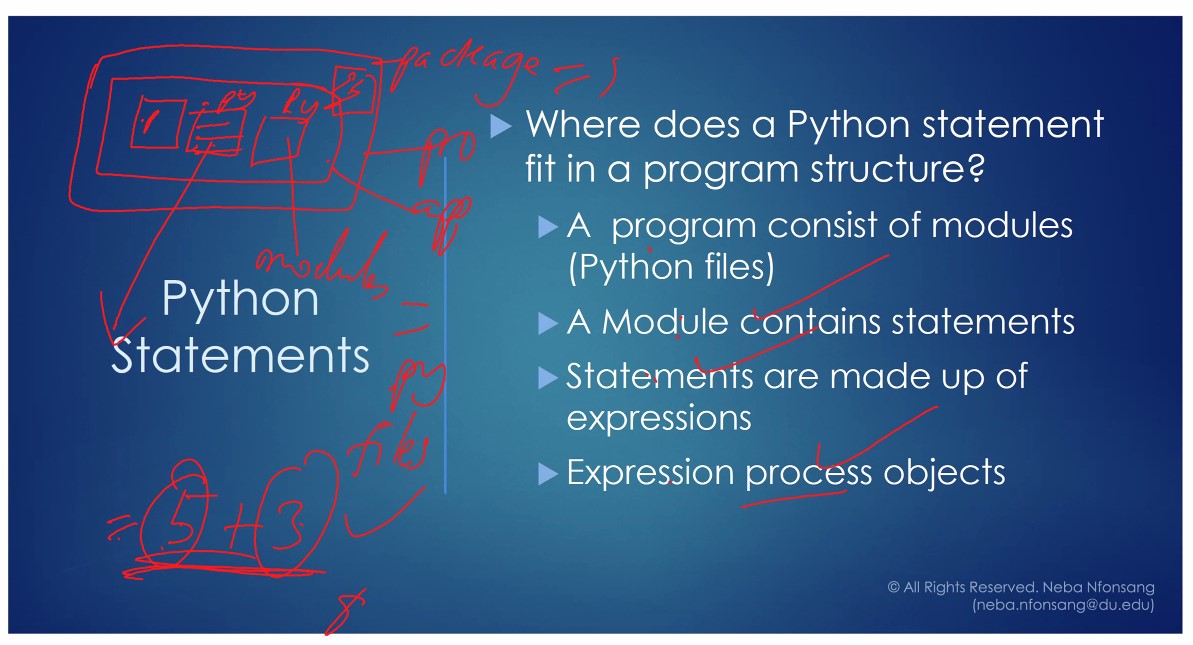 package =
py
py
pro
app
modules
=
py
files
Python
Statements
= 5 + 3
8
Where does a Python statement
fit in a program structure?
A program consist of modules
(Python files)
A Module contains statements
Statements are made up of
expressions
Expression process objects
© All Rights Reserved. Neba Nfonsang
(neba.nfonsang@du.edu)